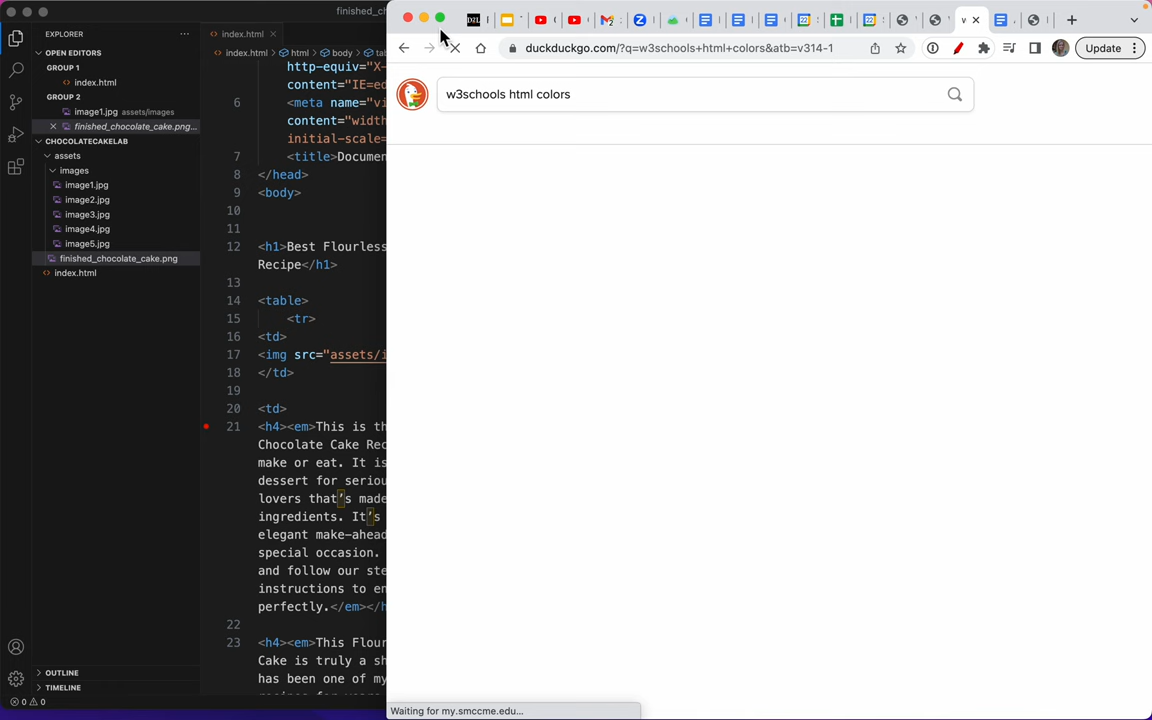 EXPLORER
OPEN EDITORS
GROUP 1
index.html
GROUP 2
image1.jpg assets/images
finished_chocolate_cake.png...
CHOCOLATECAKELAB
assets
images
image1.jpg
image2.jpg
image3.jpg
image4.jpg
image5.jpg
finished_chocolate_cake.png
index.html
OUTLINE
TIMELINE
0 0
finished_ch
index.html
index.html > html > body > tab
http-equiv="X-
content="IE=ed
6 <meta name="vi
content="width
initial-scale=
7 <title>Documen
8 </head>
9 <body>
10
11
12 <h1>Best Flourless
Recipe</h1>
13
14 <table>
15 <tr>
16 <td>
17 <img src="assets/i
18 </td>
19
20 <td>
21 <h4><em>This is th
Chocolate Cake Rec
make or eat. It is
dessert for seriou
lovers that’s made
ingredients. It’s
elegant make-ahead
special occasion.
and follow our ste
instructions to en
perfectly.</em></h
22
23 <h4><em>This Flour
Cake is truly a sh
has been one of my
D2L
duckduckgo.com/?q=w3schools+html+colors&atb=v314-1
Update
w3schools html colors
Waiting for my.smccme.edu...